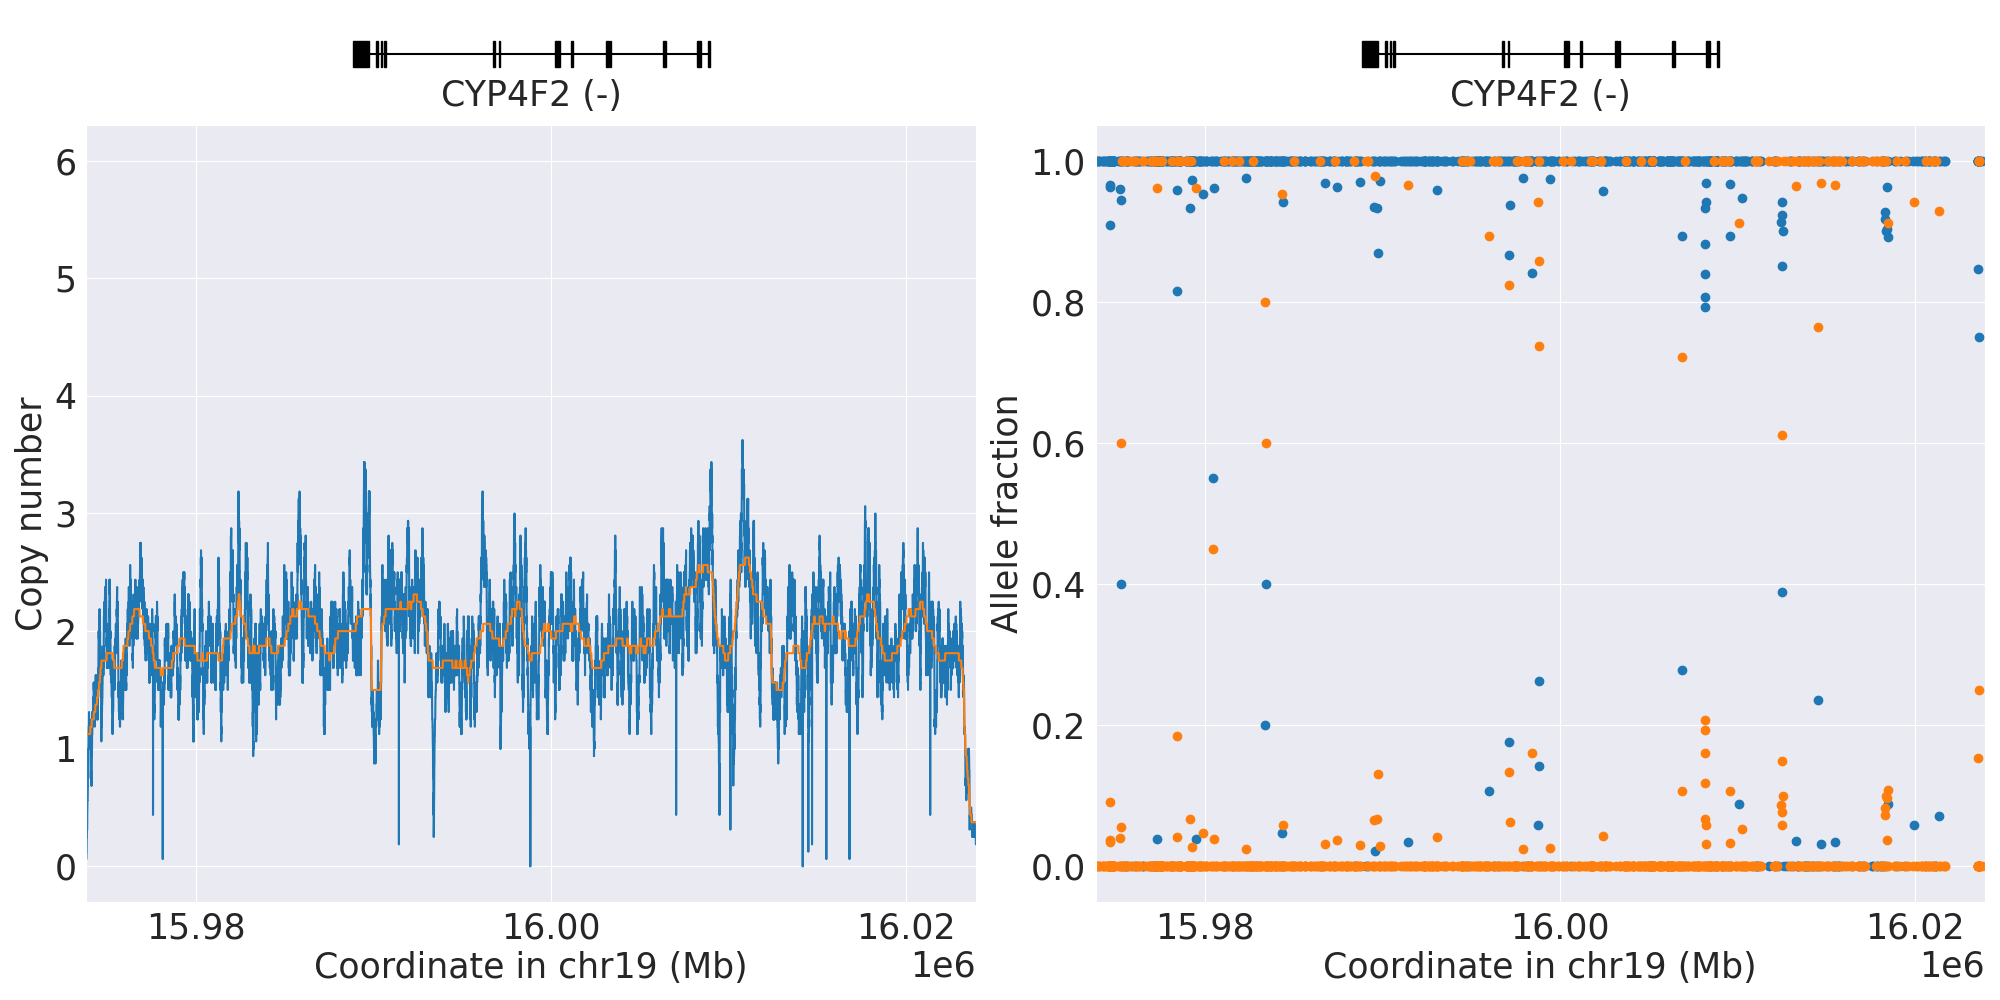 CYP4F2 (-)
6
5
4
3
2
1
0
Copy number
15.98 16.00 16.02
Coordinate in chr19 (Mb)
1e6
CYP4F2 (-)
1.0
0.8
0.6
0.4
0.2
0.0
Allele fraction
15.98 16.00 16.02
Coordinate in chr19 (Mb)
1e6